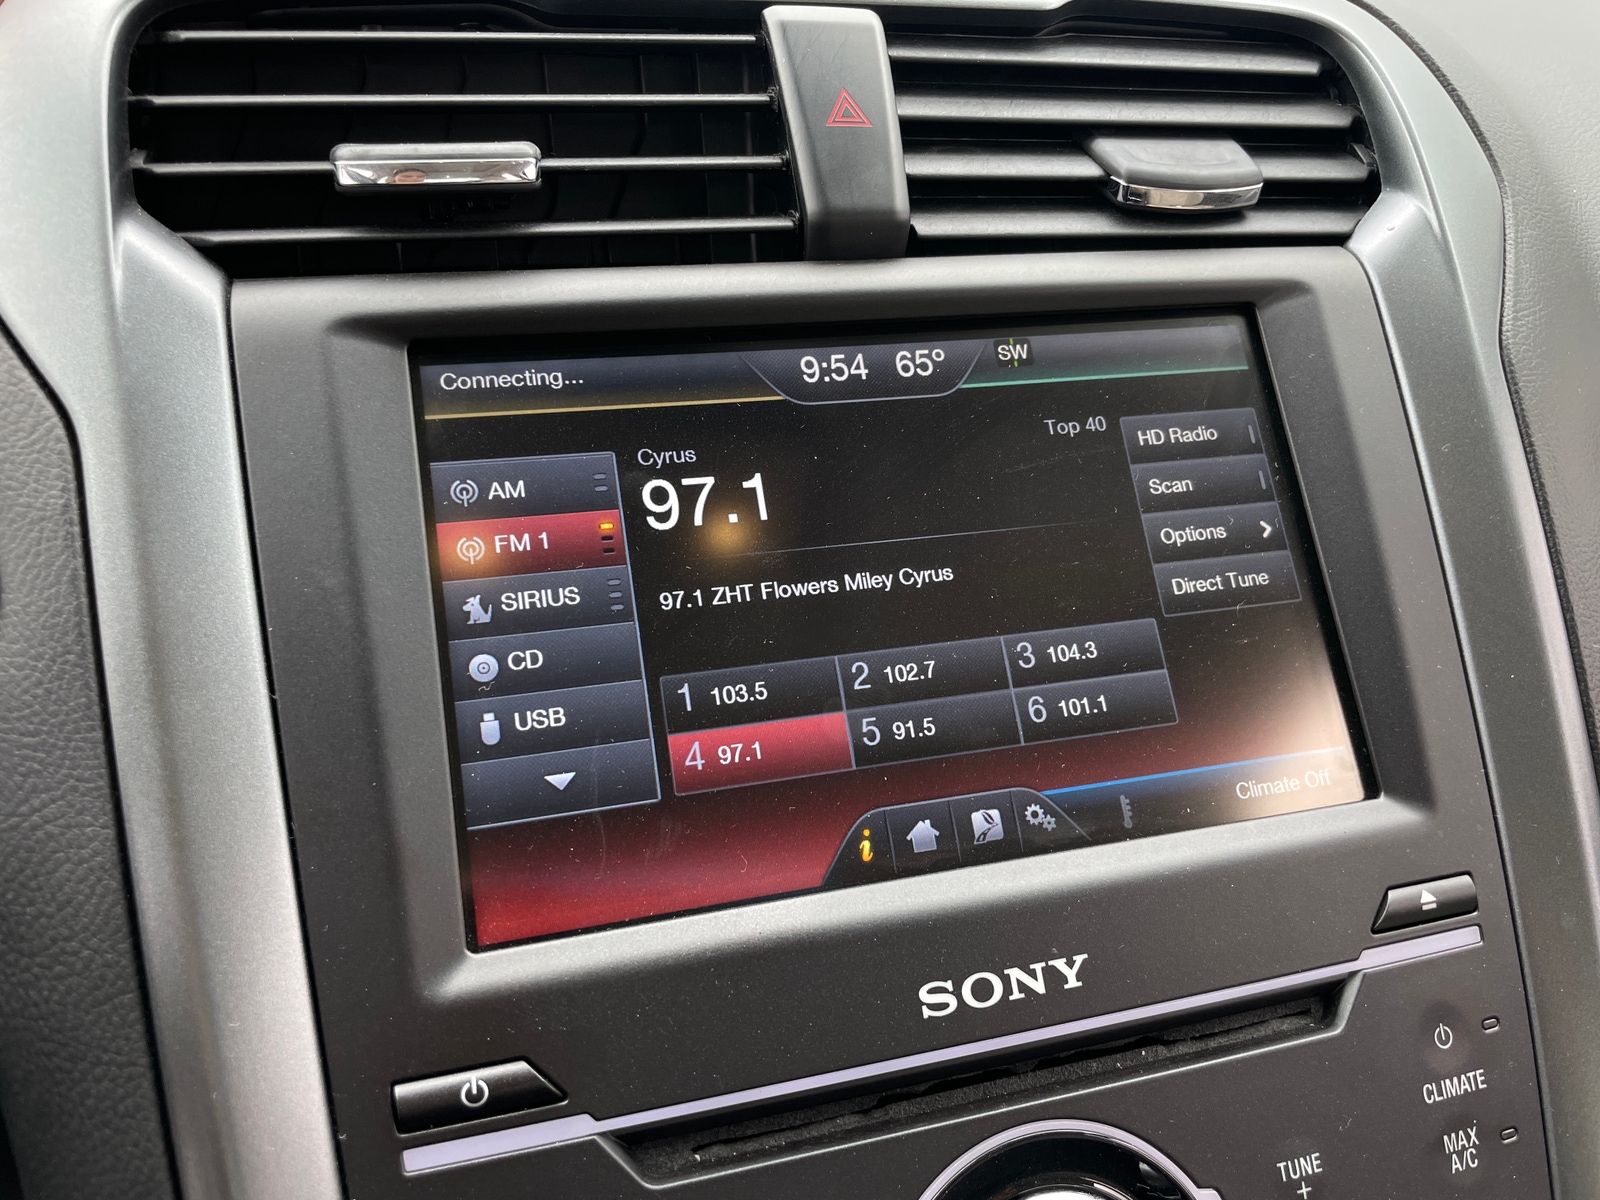 Connecting...
9:54 65°
SW
Top 40
Cyrus
97.1
97.1 ZHT Flowers Miley Cyrus
AM
FM 1
SIRIUS
CD
USB
HD Radio
Scan
Options
Direct Tune
1 103.5
2 102.7
3 104.3
4 97.1
5 91.5
6 101.1
i
Climate Off
SONY
CLIMATE
MAX
A/C
TUNE
+